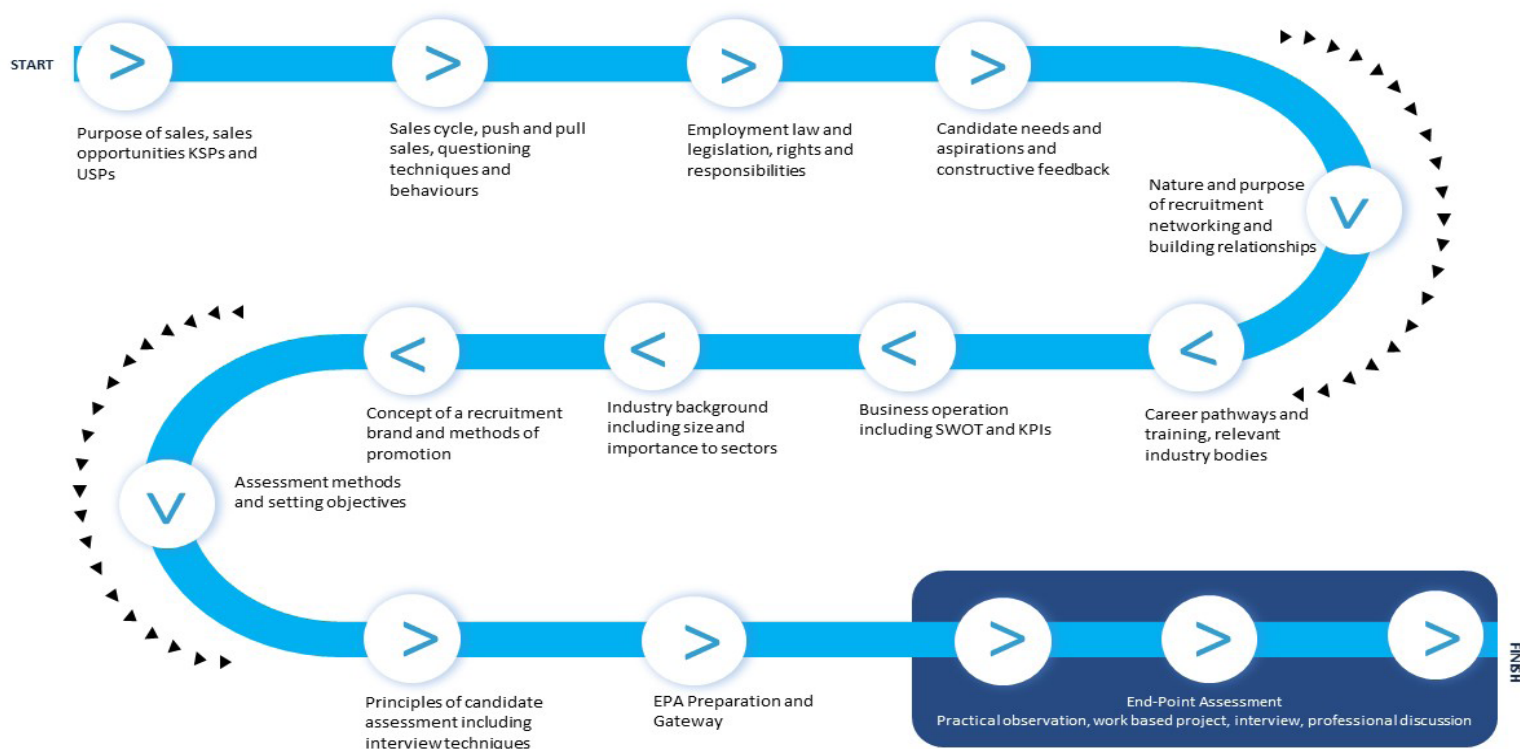 START
Purpose of sales, sales
opportunities KSPs and
USPs
Sales cycle, push and pull
sales, questioning
techniques and
behaviours
Employment law and
legislation, rights and
responsibilities
Candidate needs and
aspirations and
constructive feedback
Nature and purpose
of recruitment
networking and
building relationships
Career pathways and
training, relevant
industry bodies
Business operation
including SWOT and KPIs
Industry background
including size and
importance to sectors
Concept of a recruitment
brand and methods of
promotion
Assessment methods
and setting objectives
Principles of candidate
assessment including
interview techniques
EPA Preparation and
Gateway
End-Point Assessment
Practical observation, work based project, interview, professional discussion
FINISH